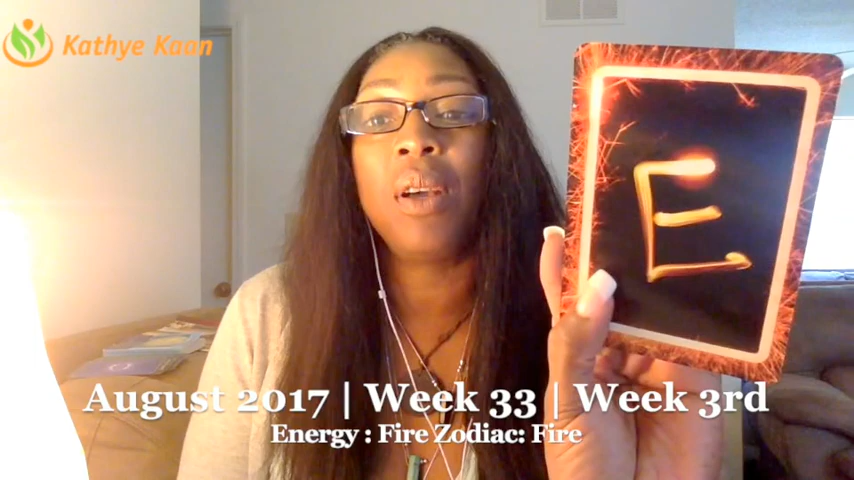 Kathye Kaan
E
August 2017 | Week 33 | Week 3rd
Energy : Fire Zodiac: Fire